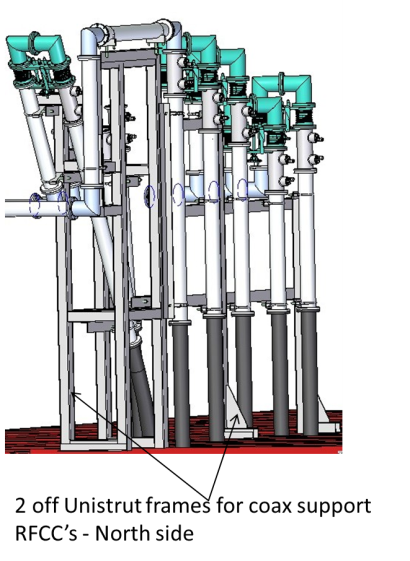 2 off Unistrut frames for coax support
RFCC's - North side